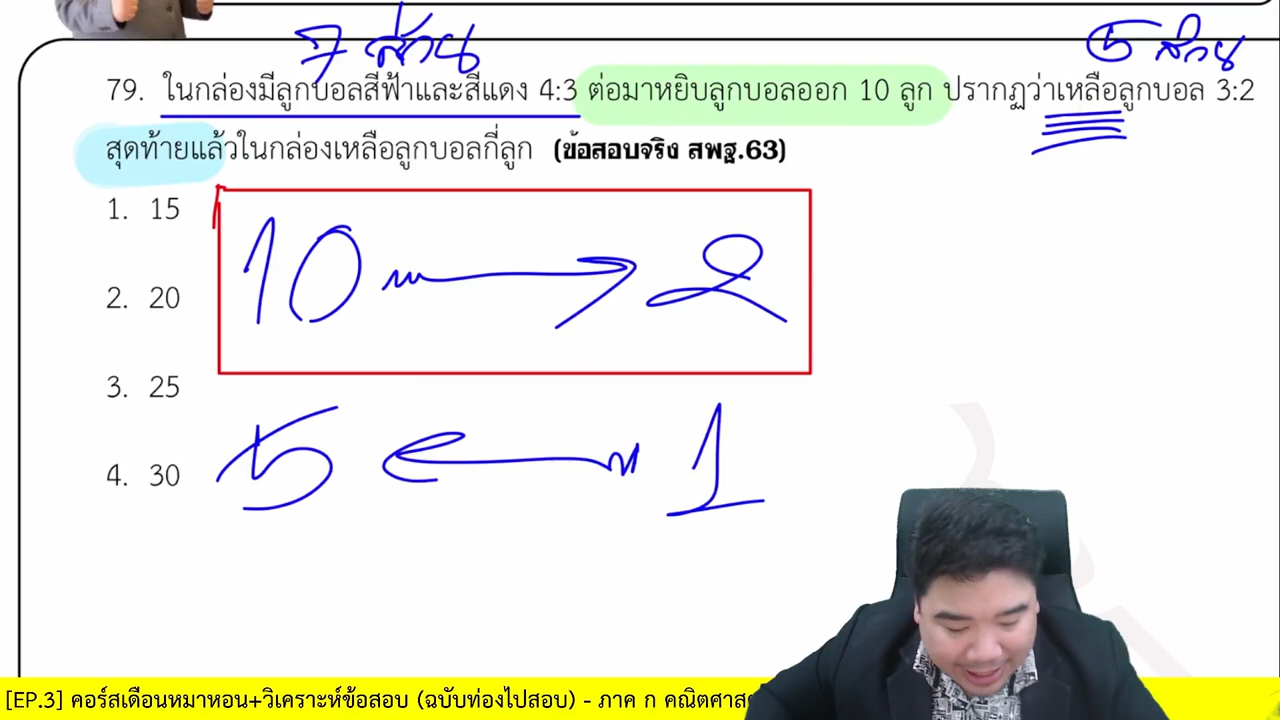 7 ส่วน
5 ส่วน
79. ในกล่องมีลูกบอลสีฟ้าและสีแดง 4:3 ต่อมาหยิบลูกบอลออก 10 ลูก ปรากฏว่าเหลือลูกบอล 3:2
สุดท้ายแล้วในกล่องเหลือลูกบอลกี่ลูก (ข้อสอบจริง สพฐ.63)
1. 15
10 → 2
2. 20
3. 25
5 ← 1
4. 30
[EP.3] คอร์สเดือนหมาหอน+วิเคราะห์ข้อสอบ (ฉบับท่องไปสอบ) - ภาค ก คณิตศาส